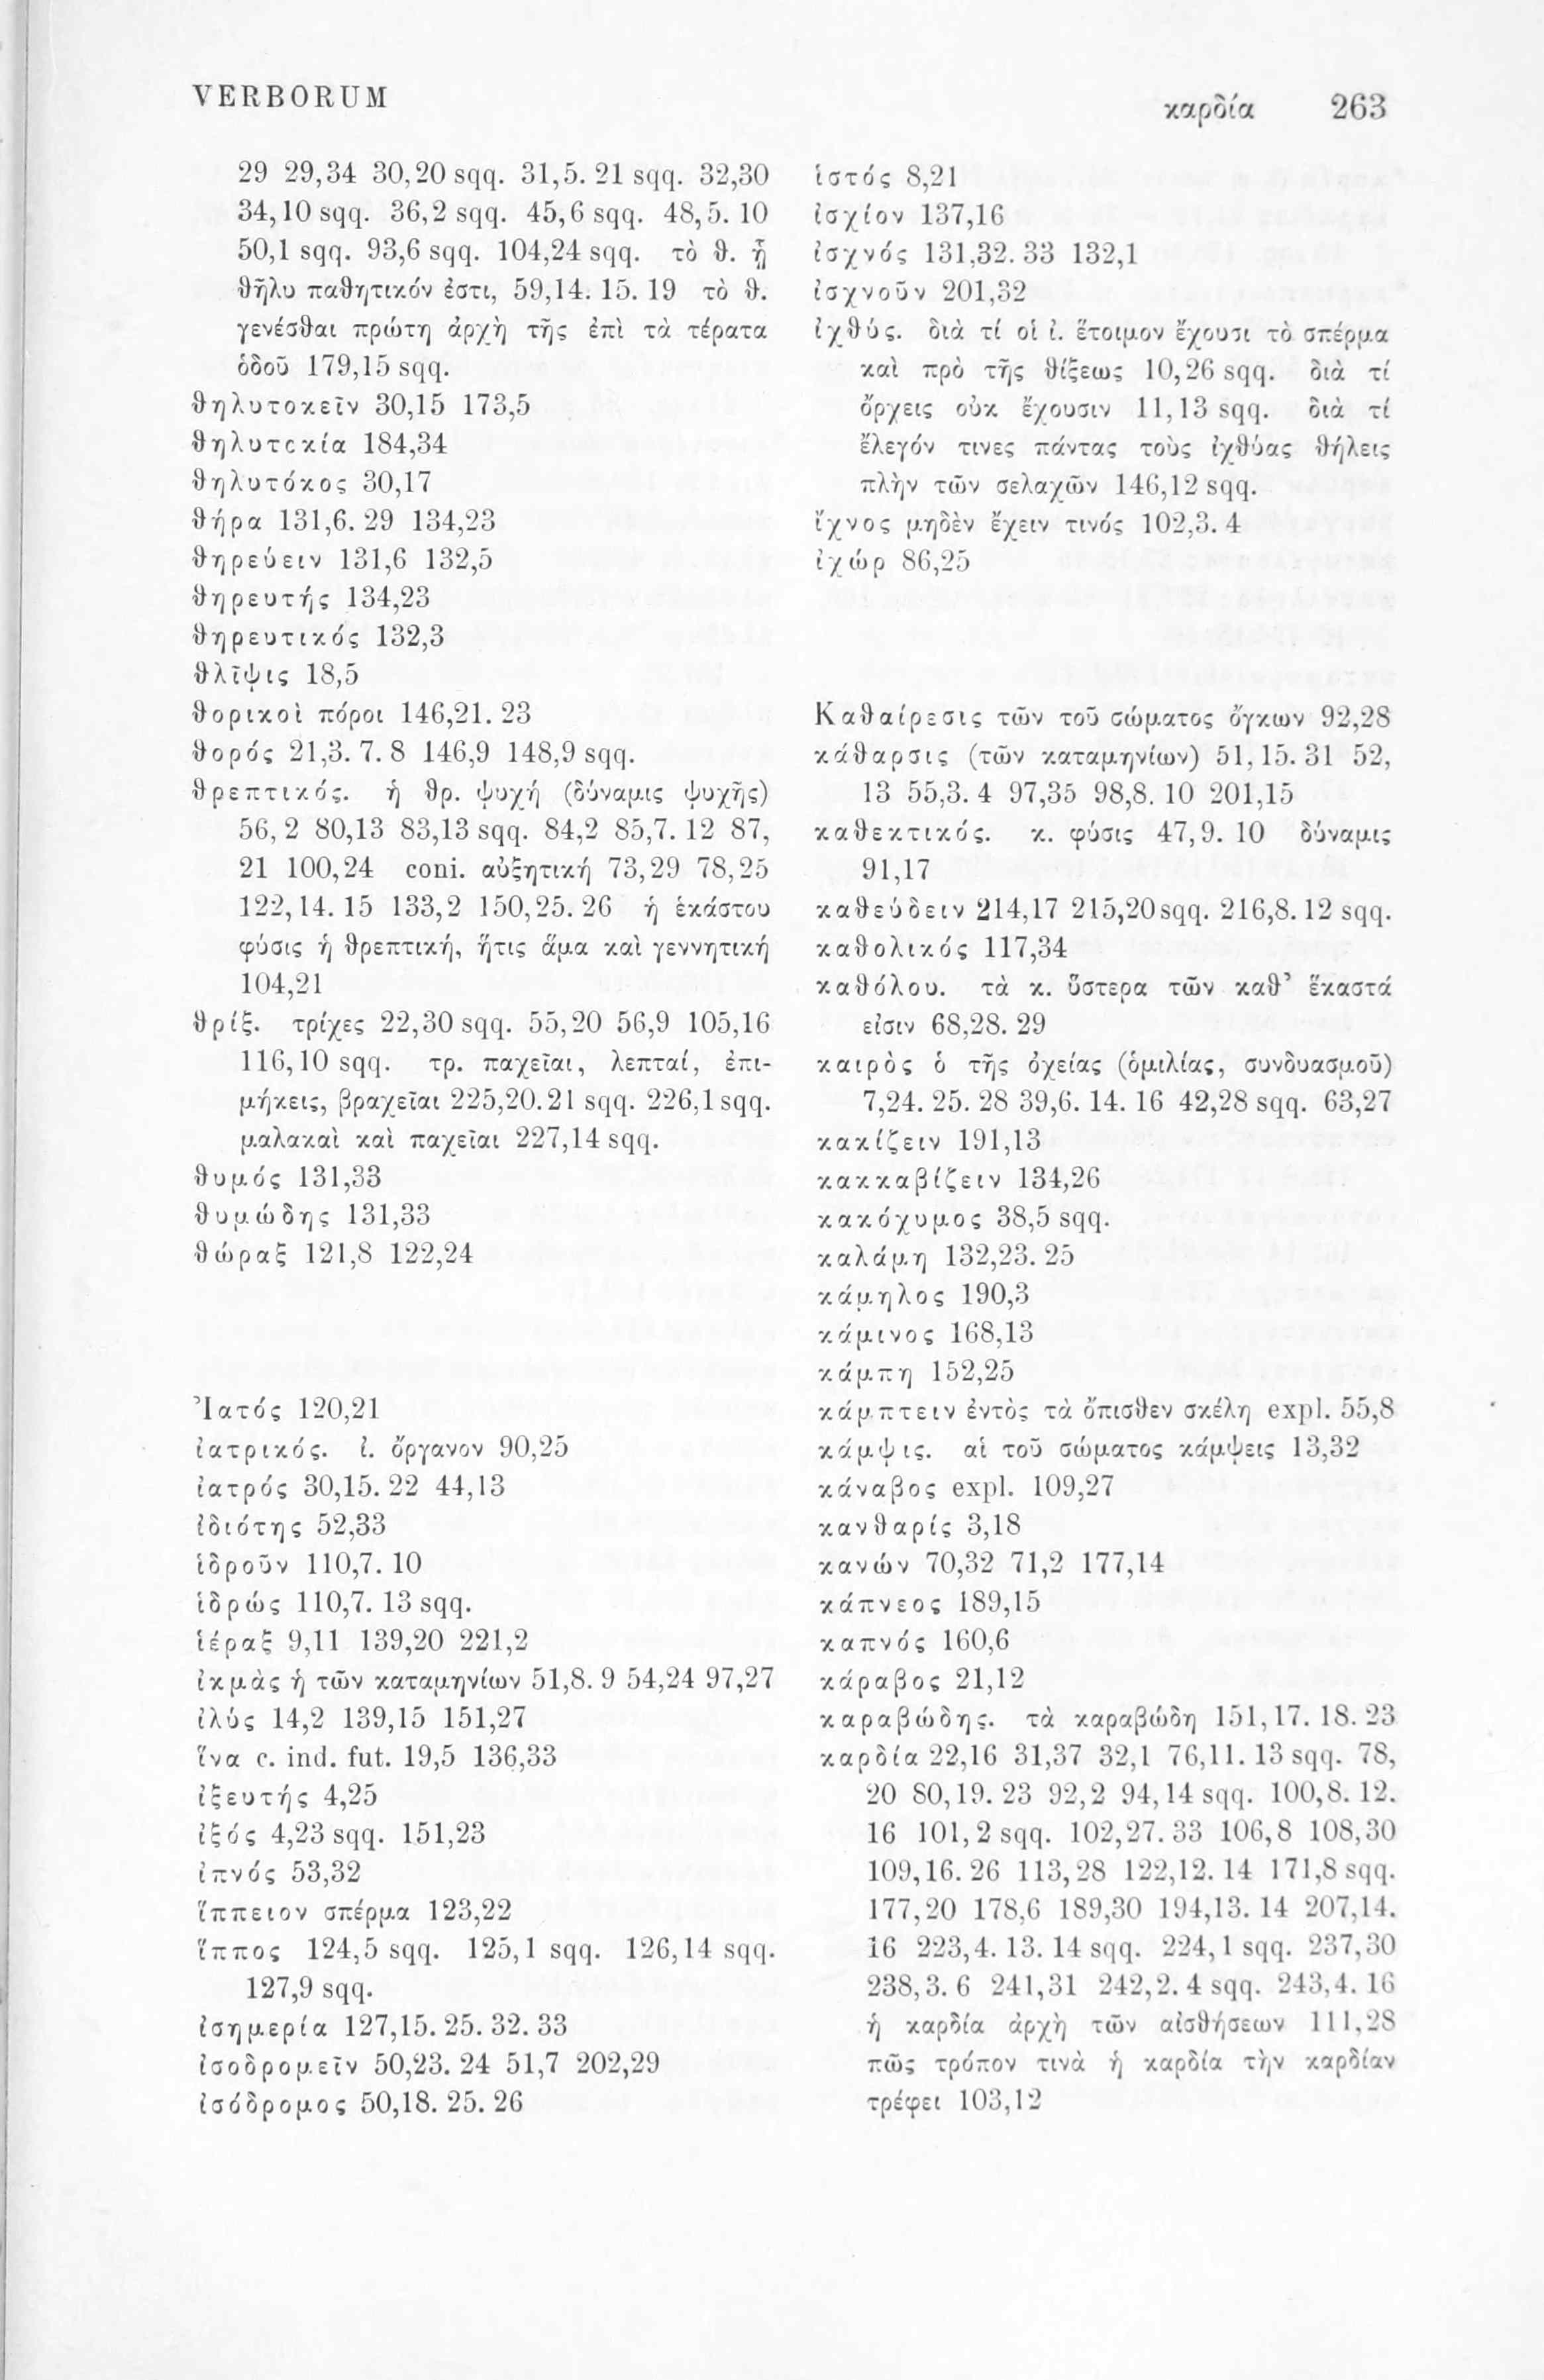 VERBORUM
καρδία 263
29 29,34 30,20 sqq. 31,5. 21 sqq. 32,30
34,10 sqq. 36,2 sqq. 45,6 sqq. 48,5. 10
50,1 sqq. 93,6 sqq. 104,24 sqq. τὸ θ. ᾗ
θῆλυ παθητικόν ἐστι, 59,14. 15. 19 τὸ θ.
γενέσθαι πρώτη ἀρχὴ τῆς ἐπὶ τὰ τέρατα
ὁδοῦ 179,15 sqq.
θηλυτοκεῖν 30,15 173,5
θηλυτοκία 184,34
θηλυτόκος 30,17
θήρα 131,6. 29 134,23
θηρεύειν 131,6 132,5
θηρευτής 134,23
θηρευτικός 132,3
θλῖψις 18,5
θορικοὶ πόροι 146,21. 23
θορός 21,3. 7. 8 146,9 148,9 sqq.
θρεπτικός. ἡ θρ. ψυχή (δύναμις ψυχῆς)
56, 2 80,13 83,13 sqq. 84,2 85,7. 12 87,
21 100,24 coni. αὐξητική 73,29 78,25
122,14. 15 133,2 150,25. 26 ἡ ἑκάστου
φύσις ἡ θρεπτική, ἥτις ἅμα καὶ γεννητική
104,21
θρίξ. τρίχες 22,30 sqq. 55,20 56,9 105,16
116,10 sqq. τρ. παχεῖαι, λεπταί, ἐπι-
μήκεις, βραχεῖαι 225,20. 21 sqq. 226,1 sqq.
μαλακαὶ καὶ παχεῖαι 227,14 sqq.
θυμός 131,33
θυμώδης 131,33
θώραξ 121,8 122,24
Ἰατός 120,21
ἰατρικός. ἰ. ὄργανον 90,25
ἰατρός 30,15. 22 44,13
ἰδιότης 52,33
ἱδροῦν 110,7. 10
ἱδρώς 110,7. 13 sqq.
ἱέραξ 9,11 139,20 221,2
ἰκμὰς ἡ τῶν καταμηνίων 51,8. 9 54,24 97,27
ἰλύς 14,2 139,15 151,27
ἵνα c. ind. fut. 19,5 136,33
ἰξευτής 4,25
ἰξός 4,23 sqq. 151,23
ἰπνός 53,32
ἵππειον σπέρμα 123,22
ἵππος 124,5 sqq. 125,1 sqq. 126,14 sqq.
127,9 sqq.
ἰσημερία 127,15. 25. 32. 33
ἰσοδρομεῖν 50,23. 24 51,7 202,29
ἰσόδρομος 50,18. 25. 26
ἱστός 8,21
ἰσχίον 137,16
ἰσχνός 131,32. 33 132,1
ἰσχνοῦν 201,32
ἰχθύς. διὰ τί οἱ ἰ. ἕτοιμον ἔχουσι τὸ σπέρμα
καὶ πρὸ τῆς θίξεως 10,26 sqq. διὰ τί
ὄρχεις οὐκ ἔχουσιν 11,13 sqq. διὰ τί
ἔλεγόν τινες πάντας τοὺς ἰχθύας θήλεις
πλὴν τῶν σελαχῶν 146,12 sqq.
ἴχνος μηδὲν ἔχειν τινός 102,3. 4
ἰχώρ 86,25
Καθαίρεσις τῶν τοῦ σώματος ὄγκων 92,28
κάθαρσις (τῶν καταμηνίων) 51,15. 31 52,
13 55,3. 4 97,35 98,8. 10 201,15
καθεκτικός. κ. φύσις 47,9. 10 δύναμις
91,17
καθεύδειν 214,17 215,20 sqq. 216,8. 12 sqq.
καθολικός 117,34
καθόλου. τὰ κ. ὕστερα τῶν καθ’ ἕκαστά
εἰσιν 68,28. 29
καιρὸς ὁ τῆς ὀχείας (ὁμιλίας, συνδυασμοῦ)
7,24. 25. 28 39,6. 14. 16 42,28 sqq. 63,27
κακίζειν 191,13
κακκαβίζειν 134,26
κακόχυμος 38,5 sqq.
καλάμη 132,23. 25
κάμηλος 190,3
κάμινος 168,13
κάμπη 152,25
κάμπτειν ἐντὸς τὰ ὄπισθεν σκέλη expl. 55,8
κάμψις. αἱ τοῦ σώματος κάμψεις 13,32
κάναβος expl. 109,27
κανθαρίς 3,18
κανών 70,32 71,2 177,14
κάπνεος 189,15
καπνός 160,6
κάραβος 21,12
καραβώδης. τὰ καραβώδη 151,17. 18. 23
καρδία 22,16 31,37 32,1 76,11. 13 sqq. 78,
20 80,19. 23 92,2 94,14 sqq. 100,8. 12.
16 101,2 sqq. 102,27. 33 106,8 108,30
109,16. 26 113,28 122,12. 14 171,8 sqq.
177,20 178,6 189,30 194,13. 14 207,14.
16 223,4. 13. 14 sqq. 224,1 sqq. 237,30
238,3. 6 241,31 242,2. 4 sqq. 243,4. 16
ἡ καρδία ἀρχὴ τῶν αἰσθήσεων 111,28
πῶς τρόπον τινὰ ἡ καρδία τὴν καρδίαν
τρέφει 103,12